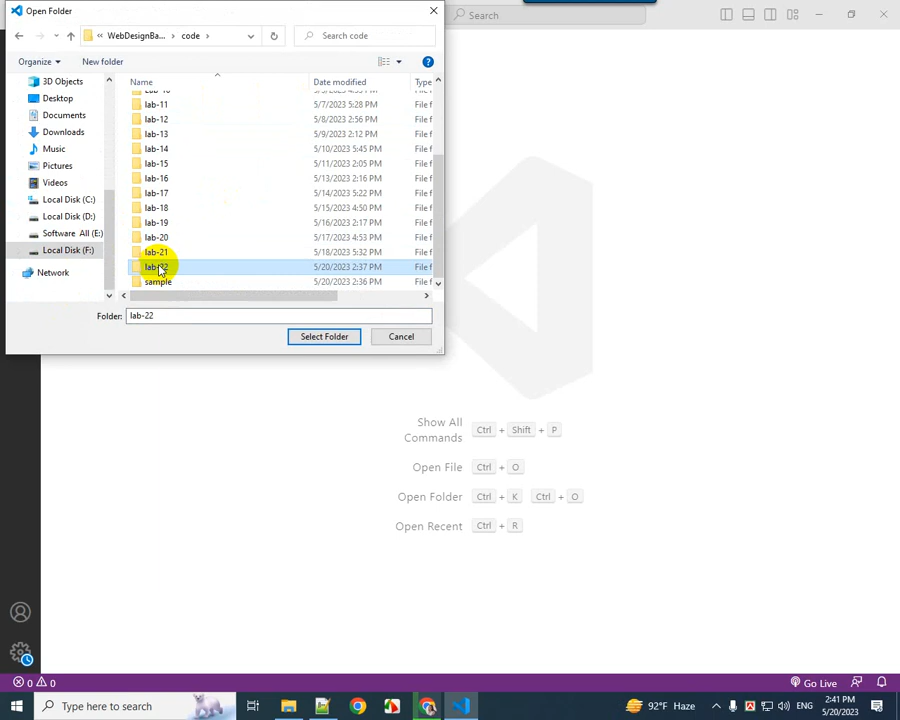 Open Folder
Search
WebDesignBa... > code >
Search code
Organize
New folder
Name
Date modified
Type
3D Objects
Desktop
Documents
Downloads
Music
Pictures
Videos
Local Disk (C:)
Local Disk (D:)
Software All (E:)
Local Disk (F:)
Network
lab-11 5/7/2023 5:28 PM File f
lab-12 5/8/2023 2:56 PM File f
lab-13 5/9/2023 2:12 PM File f
lab-14 5/10/2023 5:45 PM File f
lab-15 5/11/2023 2:05 PM File f
lab-16 5/13/2023 2:16 PM File f
lab-17 5/14/2023 5:22 PM File f
lab-18 5/15/2023 4:50 PM File f
lab-19 5/16/2023 2:17 PM File f
lab-20 5/17/2023 4:53 PM File f
lab-21 5/18/2023 5:32 PM File f
lab-22 5/20/2023 2:37 PM File f
sample 5/20/2023 2:36 PM File f
Folder: lab-22
Select Folder
Cancel
Show All Commands Ctrl + Shift + P
Open File Ctrl + O
Open Folder Ctrl + K Ctrl + O
Open Recent Ctrl + R
0 0
Go Live
Type here to search
92°F Haze
ENG
2:41 PM
5/20/2023